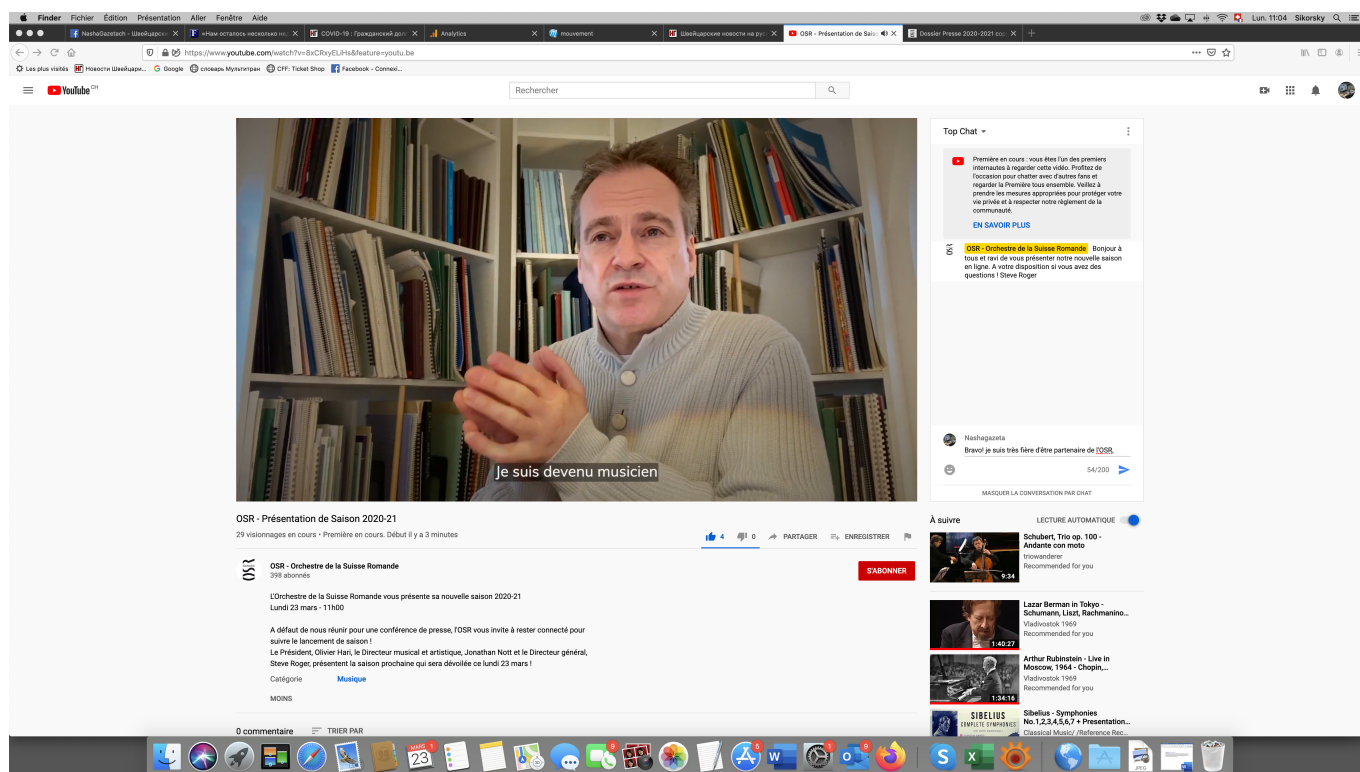 Finder Fichier Édition Présentation Aller Fenêtre Aide
Lun. 11:04 Sikorsky
NashaGazetach - Швейцарск
«Нам осталось несколько не
COVID-19 : Гражданский дол
Analytics
mouvement
Швейцарские новости на рус
OSR - Présentation de Saiso
Dossier Presse 2020-2021 cop
https://www.youtube.com/watch?v=8xCRxyELiHs&feature=youtu.be
Les plus visités
Новости Швейцари...
Google
словарь Мультитран
CFF: Ticket Shop
Facebook - Connexi...
YouTube CH
Rechercher
Je suis devenu musicien
OSR - Présentation de Saison 2020-21
29 visionnages en cours • Première en cours. Début il y a 3 minutes
4
0
PARTAGER
ENREGISTRER
OSR
OSR - Orchestre de la Suisse Romande
398 abonnés
S'ABONNER
L'Orchestre de la Suisse Romande vous présente sa nouvelle saison 2020-21
Lundi 23 mars - 11h00
A défaut de nous réunir pour une conférence de presse, l'OSR vous invite à rester connecté pour
suivre le lancement de saison !
Le Président, Olivier Hari, le Directeur musical et artistique, Jonathan Nott et le Directeur général,
Steve Roger, présentent la saison prochaine qui sera dévoilée ce lundi 23 mars !
Catégorie
Musique
MOINS
0 commentaire
TRIER PAR
Top Chat
Première en cours : vous êtes l'un des premiers
internautes à regarder cette vidéo. Profitez de
l'occasion pour chatter avec d'autres fans et
regarder la Première tous ensemble. Veillez à
prendre les mesures appropriées pour protéger votre
vie privée et à respecter notre règlement de la
communauté.
EN SAVOIR PLUS
OSR
OSR - Orchestre de la Suisse Romande Bonjour à
tous et ravi de vous présenter notre nouvelle saison
en ligne. A votre disposition si vous avez des
questions ! Steve Roger
Nashagazeta
Bravo! je suis très fière d'être partenaire de l'OSR,
54/200
MASQUER LA CONVERSATION PAR CHAT
À suivre
LECTURE AUTOMATIQUE
Schubert, Trio op. 100 -
Andante con moto
triowanderer
Recommended for you
9:34
Lazar Berman in Tokyo -
Schumann, Liszt, Rachmanino...
Vladivostok 1969
Recommended for you
1:40:27
Arthur Rubinstein - Live in
Moscow, 1964 - Chopin,...
Vladivostok 1969
Recommended for you
1:34:16
SIBELIUS
COMPLETE SYMPHONIES
Sibelius - Symphonies
No.1,2,3,4,5,6,7 + Presentation...
Classical Music/ /Reference Rec...
MARS
23
1
9
5
1
9
W
S
X
JPEG